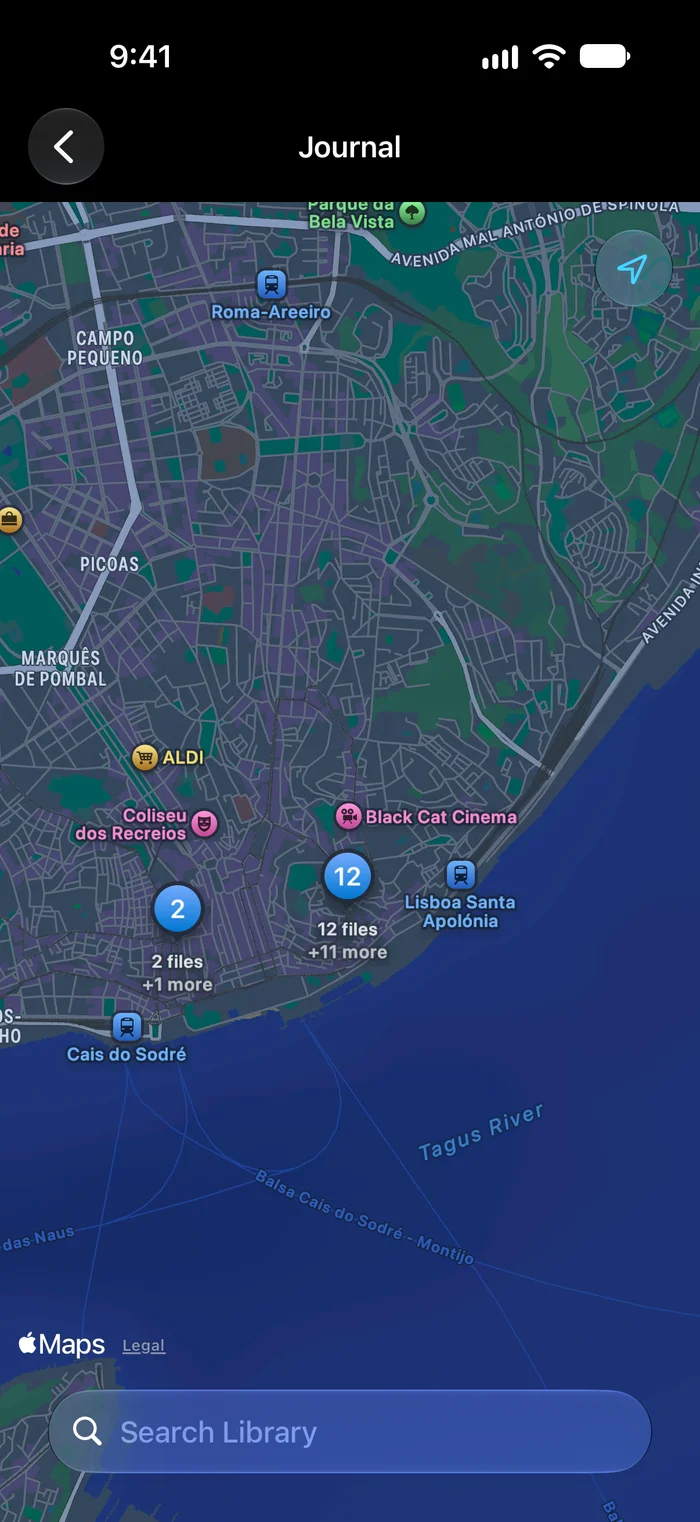 9:41
Journal
Parque da
Bela Vista
AVENIDA MAL ANTÓNIO DE SPÍNOLA
de
Roma-Areeiro
CAMPO
PEQUENO
PICOAS
AVENIDA
MARQUÊS
DE POMBAL
ALDI
Coliseu
dos Recreios
Black Cat Cinema
12
2
Lisboa Santa
Apolónia
12 files
+11 more
2 files
+1 more
Cais do Sodré
Tagus River
Balsa Cais do Sodré - Montijo
das Naus
Maps
Legal
Search Library